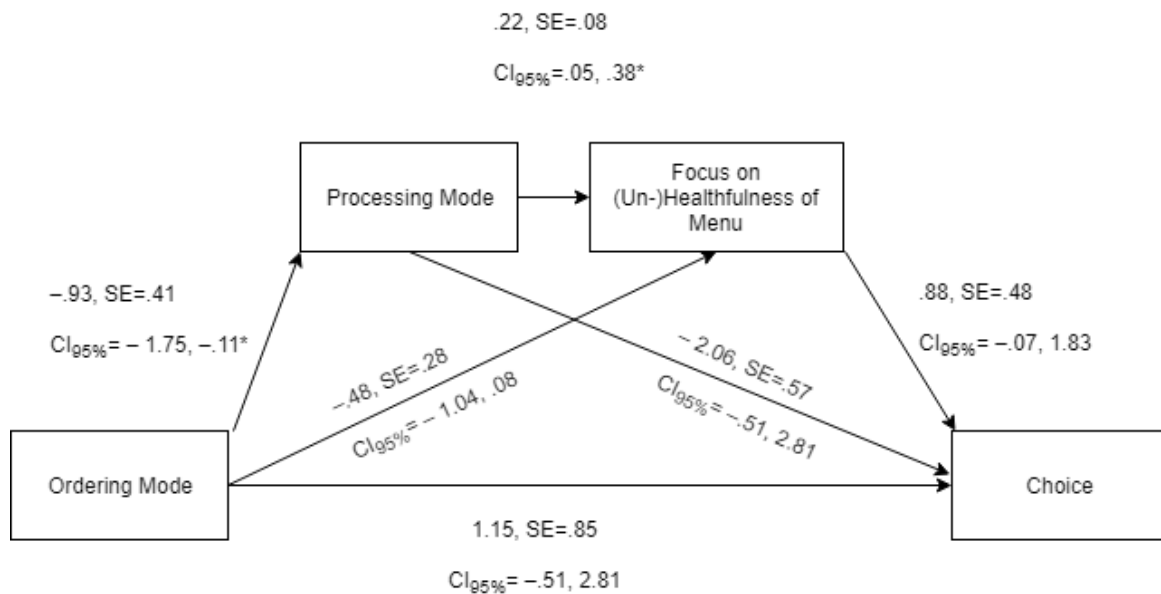 .22, SE=.08
CI95%=.05, .38*
Processing Mode
Focus on
(Un-)Healthfulness of
Menu
–.93, SE=.41
CI95%= – 1.75, –.11*
–.48, SE=.28
CI95%= – 1.04, .08
– 2.06, SE=.57
CI95%= –.51, 2.81
.88, SE=.48
CI95%= –.07, 1.83
Ordering Mode
Choice
1.15, SE=.85
CI95%= –.51, 2.81